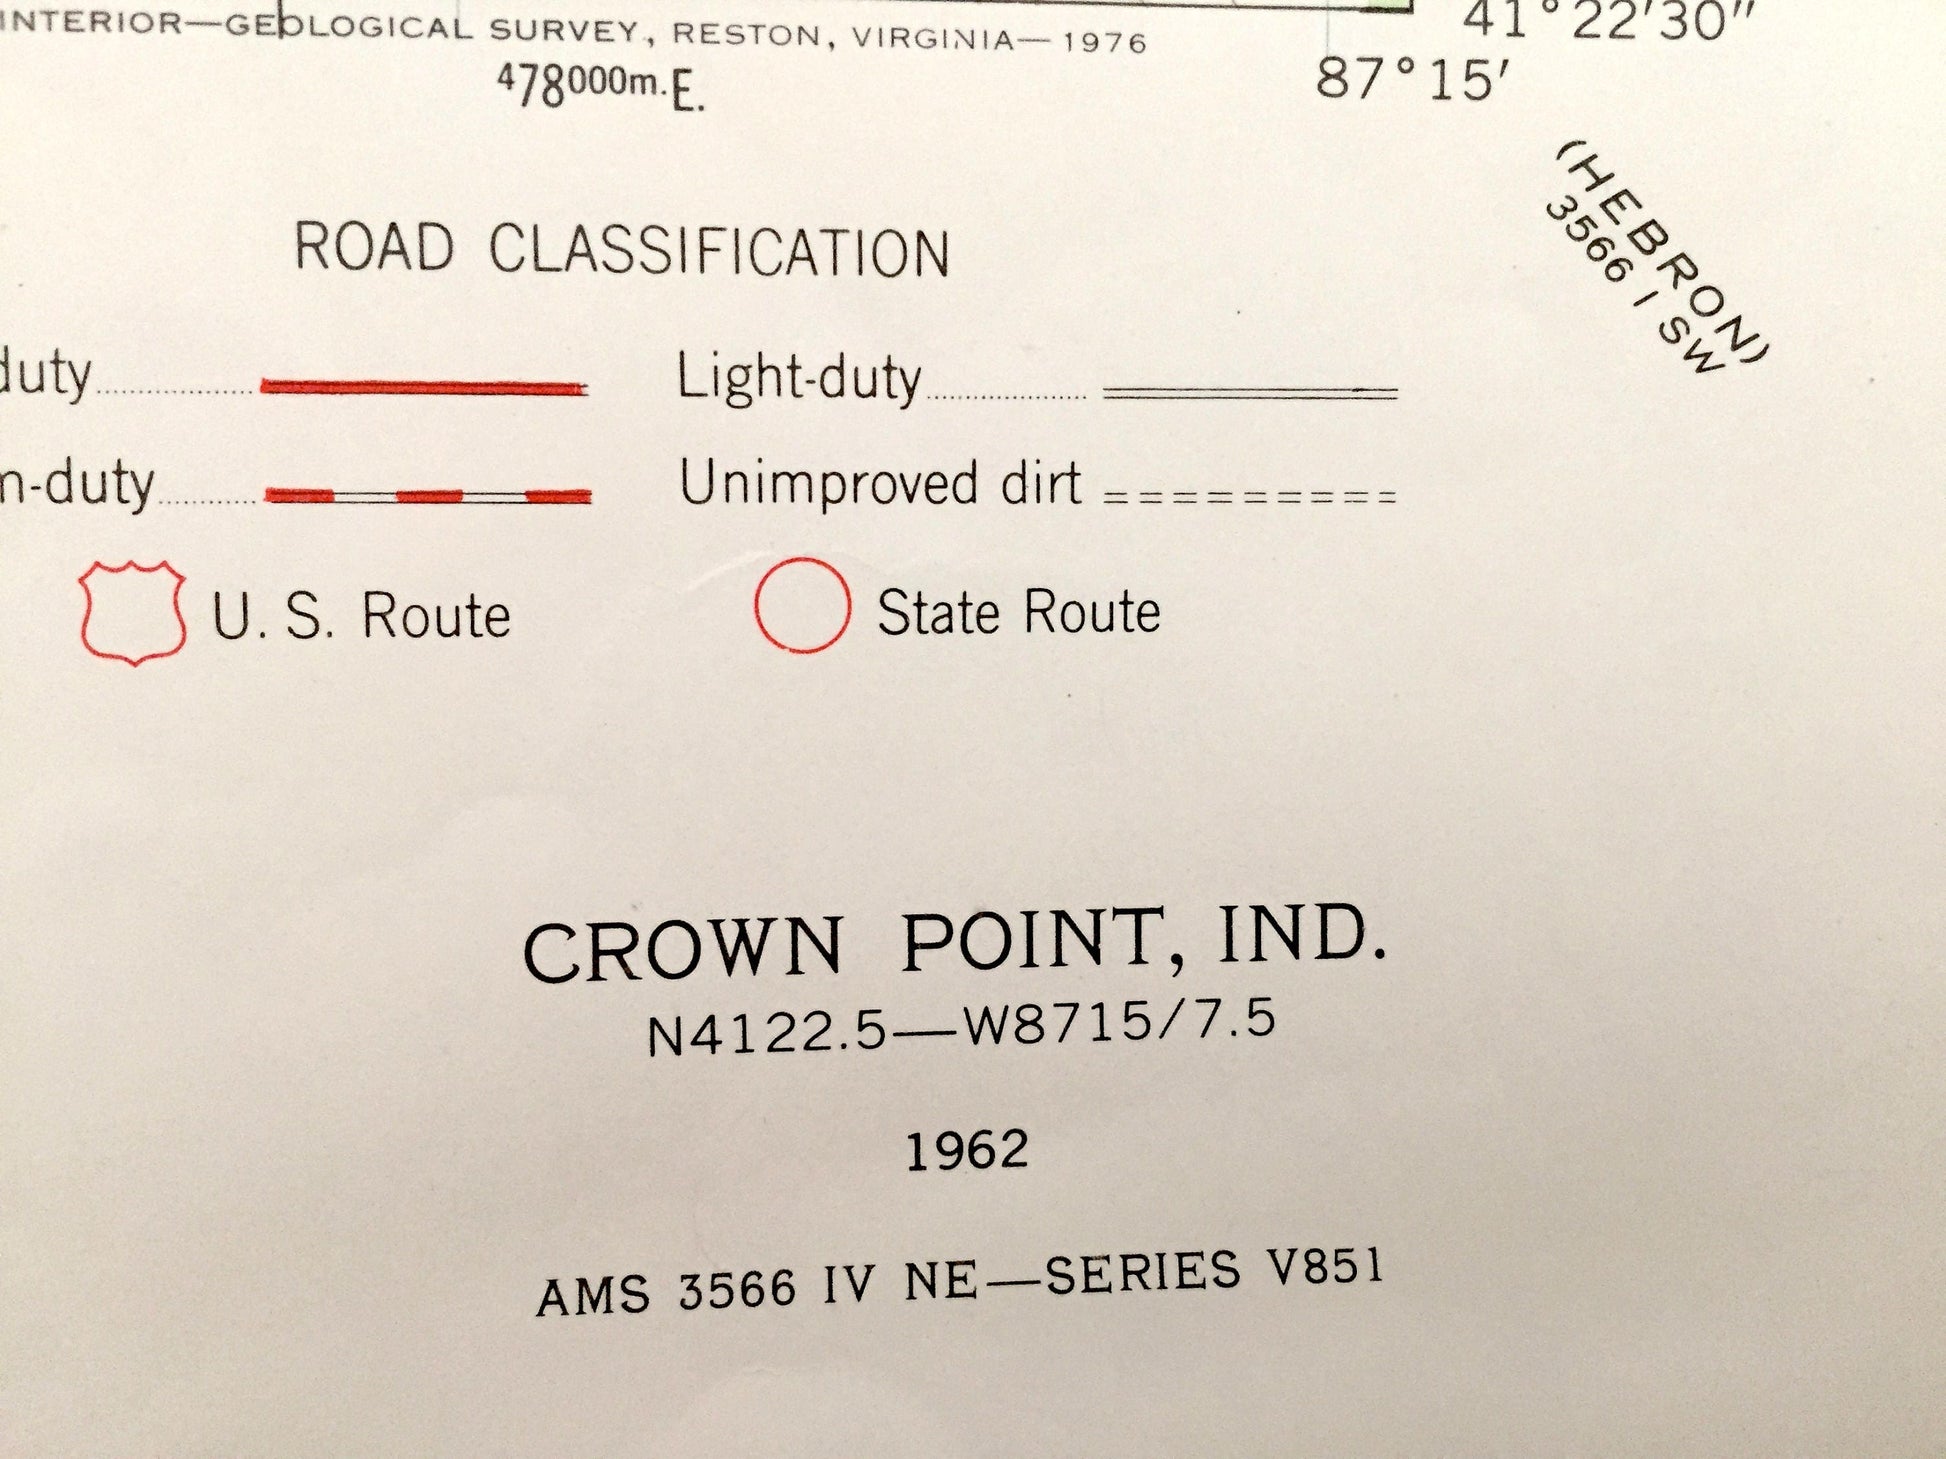 INTERIOR—GEOLOGICAL SURVEY, RESTON, VIRGINIA—1976
41°22′30″
478000m.E.
87°15′
(HEBRON)
3566 I SW
ROAD CLASSIFICATION
duty
Light-duty
n-duty
Unimproved dirt
U. S. Route
State Route
CROWN POINT, IND.
N4122.5—W8715/7.5
1962
AMS 3566 IV NE—SERIES V851